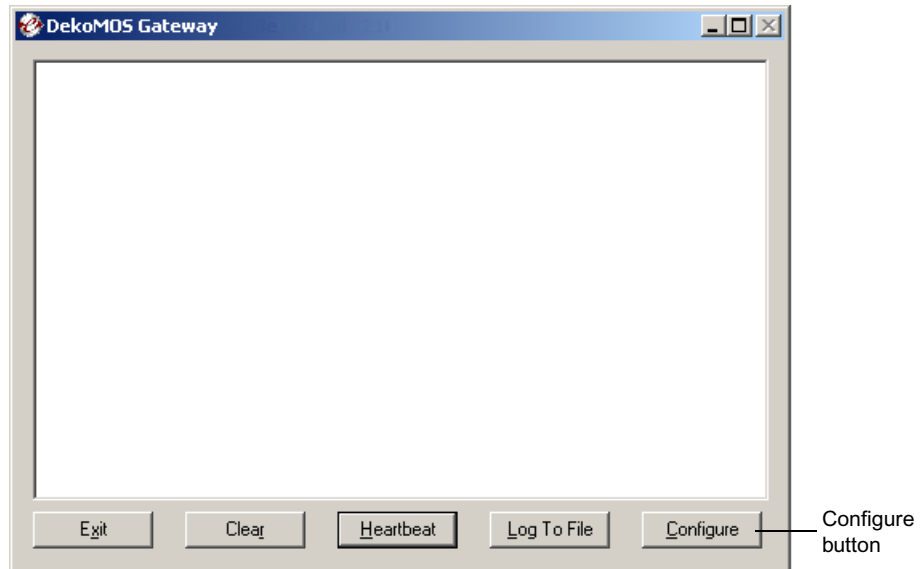 DekoMOS Gateway
Exit
Clear
Heartbeat
Log To File
Configure
Configure
button